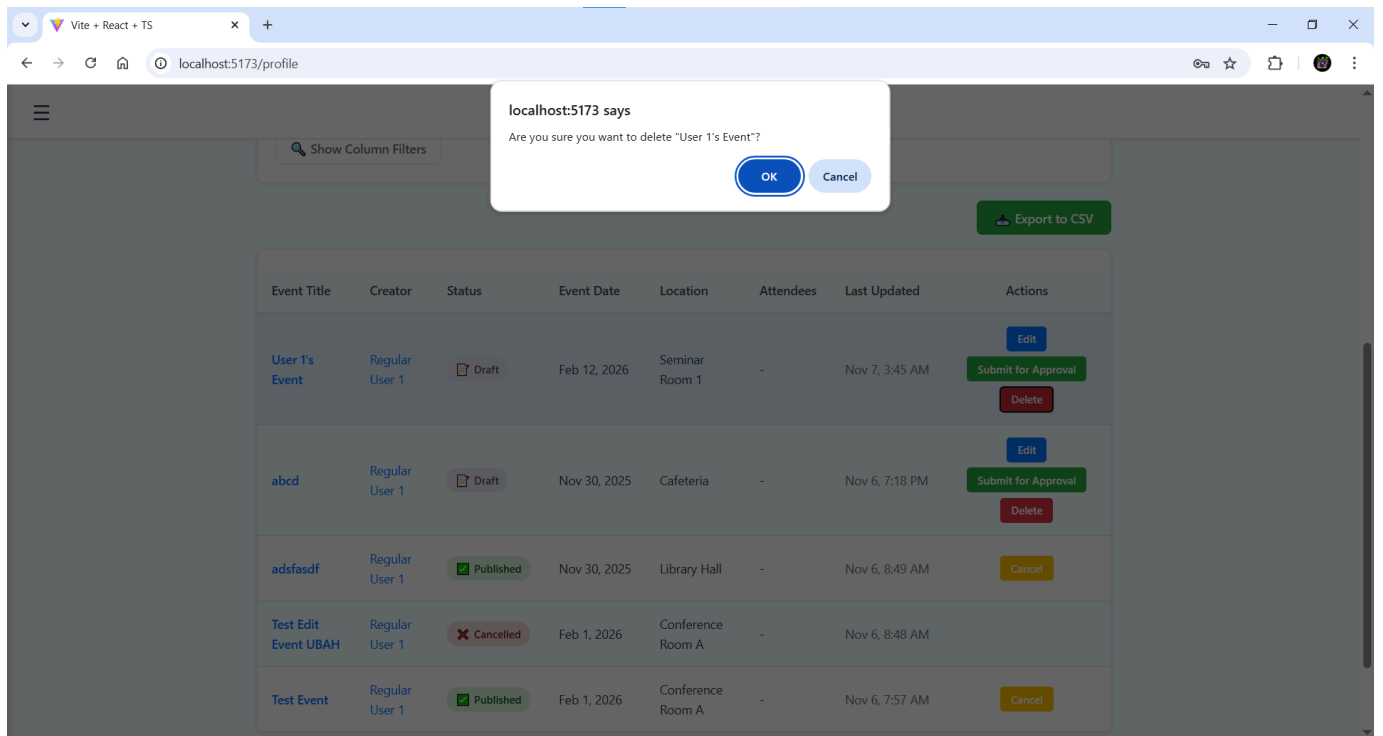 Vite + React + TS
localhost:5173/profile
localhost:5173 says
Are you sure you want to delete "User 1's Event"?
OK
Cancel
Show Column Filters
Export to CSV
Event Title Creator Status Event Date Location Attendees Last Updated Actions
User 1's Event Regular User 1 Draft Feb 12, 2026 Seminar Room 1 - Nov 7, 3:45 AM
Edit
Submit for Approval
Delete
abcd Regular User 1 Draft Nov 30, 2025 Cafeteria - Nov 6, 7:18 PM
Edit
Submit for Approval
Delete
adsfasdf Regular User 1 Published Nov 30, 2025 Library Hall - Nov 6, 8:49 AM Cancel
Test Edit Event UBAH Regular User 1 Cancelled Feb 1, 2026 Conference Room A - Nov 6, 8:48 AM
Test Event Regular User 1 Published Feb 1, 2026 Conference Room A - Nov 6, 7:57 AM Cancel